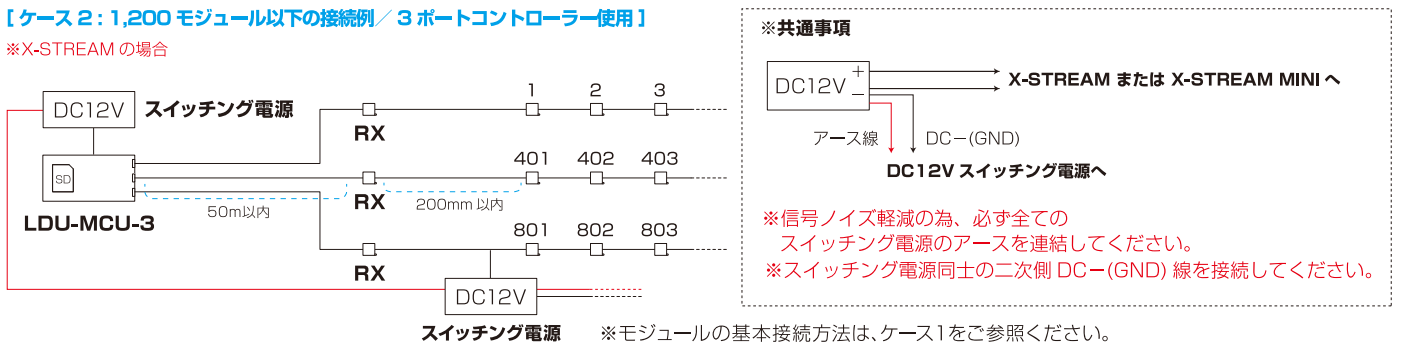 [ ケース 2 : 1,200 モジュール以下の接続例／ 3 ポートコントローラー使用 ]
※X-STREAM の場合
DC12V スイッチング電源
1 2 3
RX
SD
LDU-MCU-3
50m以内
401 402 403
RX
200mm 以内
801 802 803
RX
DC12V
スイッチング電源
※モジュールの基本接続方法は、ケース1をご参照ください。
※共通事項
DC12V + −
X-STREAM または X-STREAM MINI へ
アース線 DC−(GND)
DC12V スイッチング電源へ
※信号ノイズ軽減の為、必ず全ての
スイッチング電源のアースを連結してください。
※スイッチング電源同士の二次側 DC−(GND) 線を接続してください。